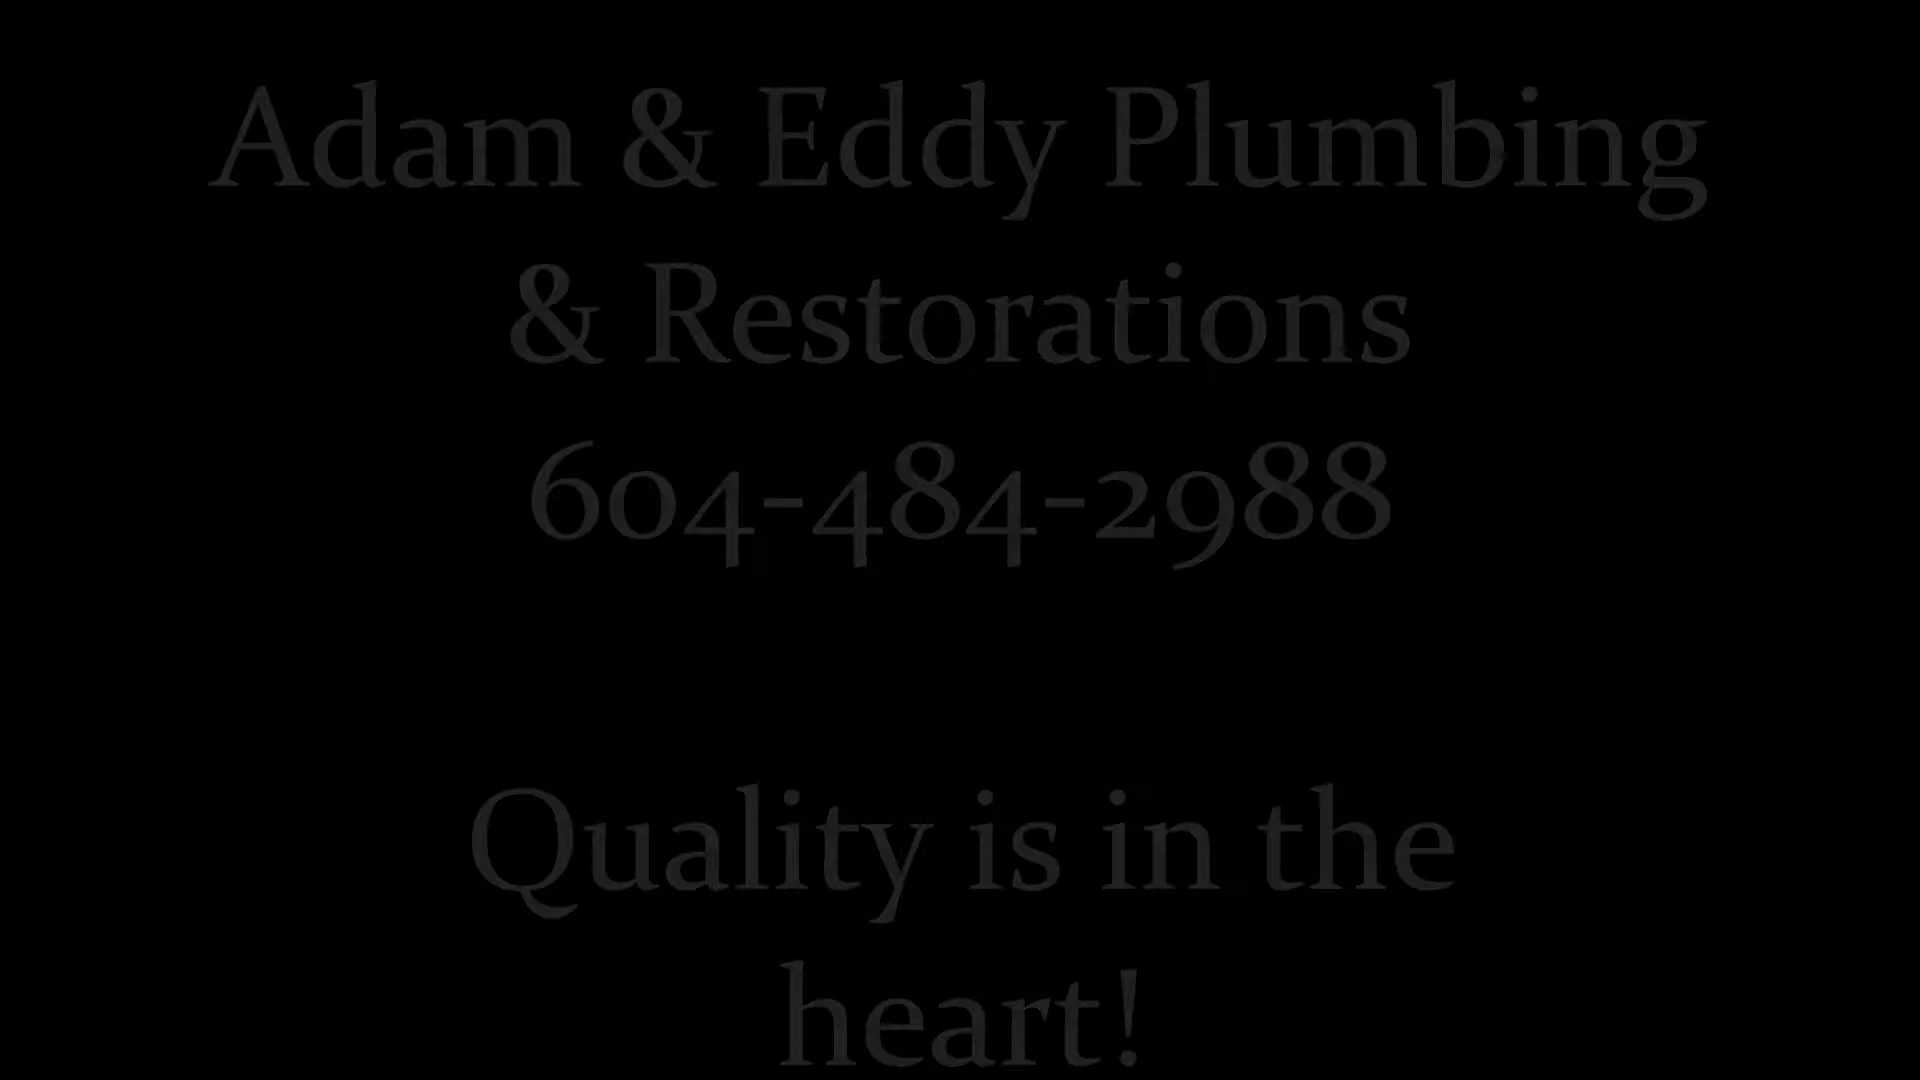 Adam & Eddy Plumbing
& Restorations
604-484-2988
Quality is in the
heart!